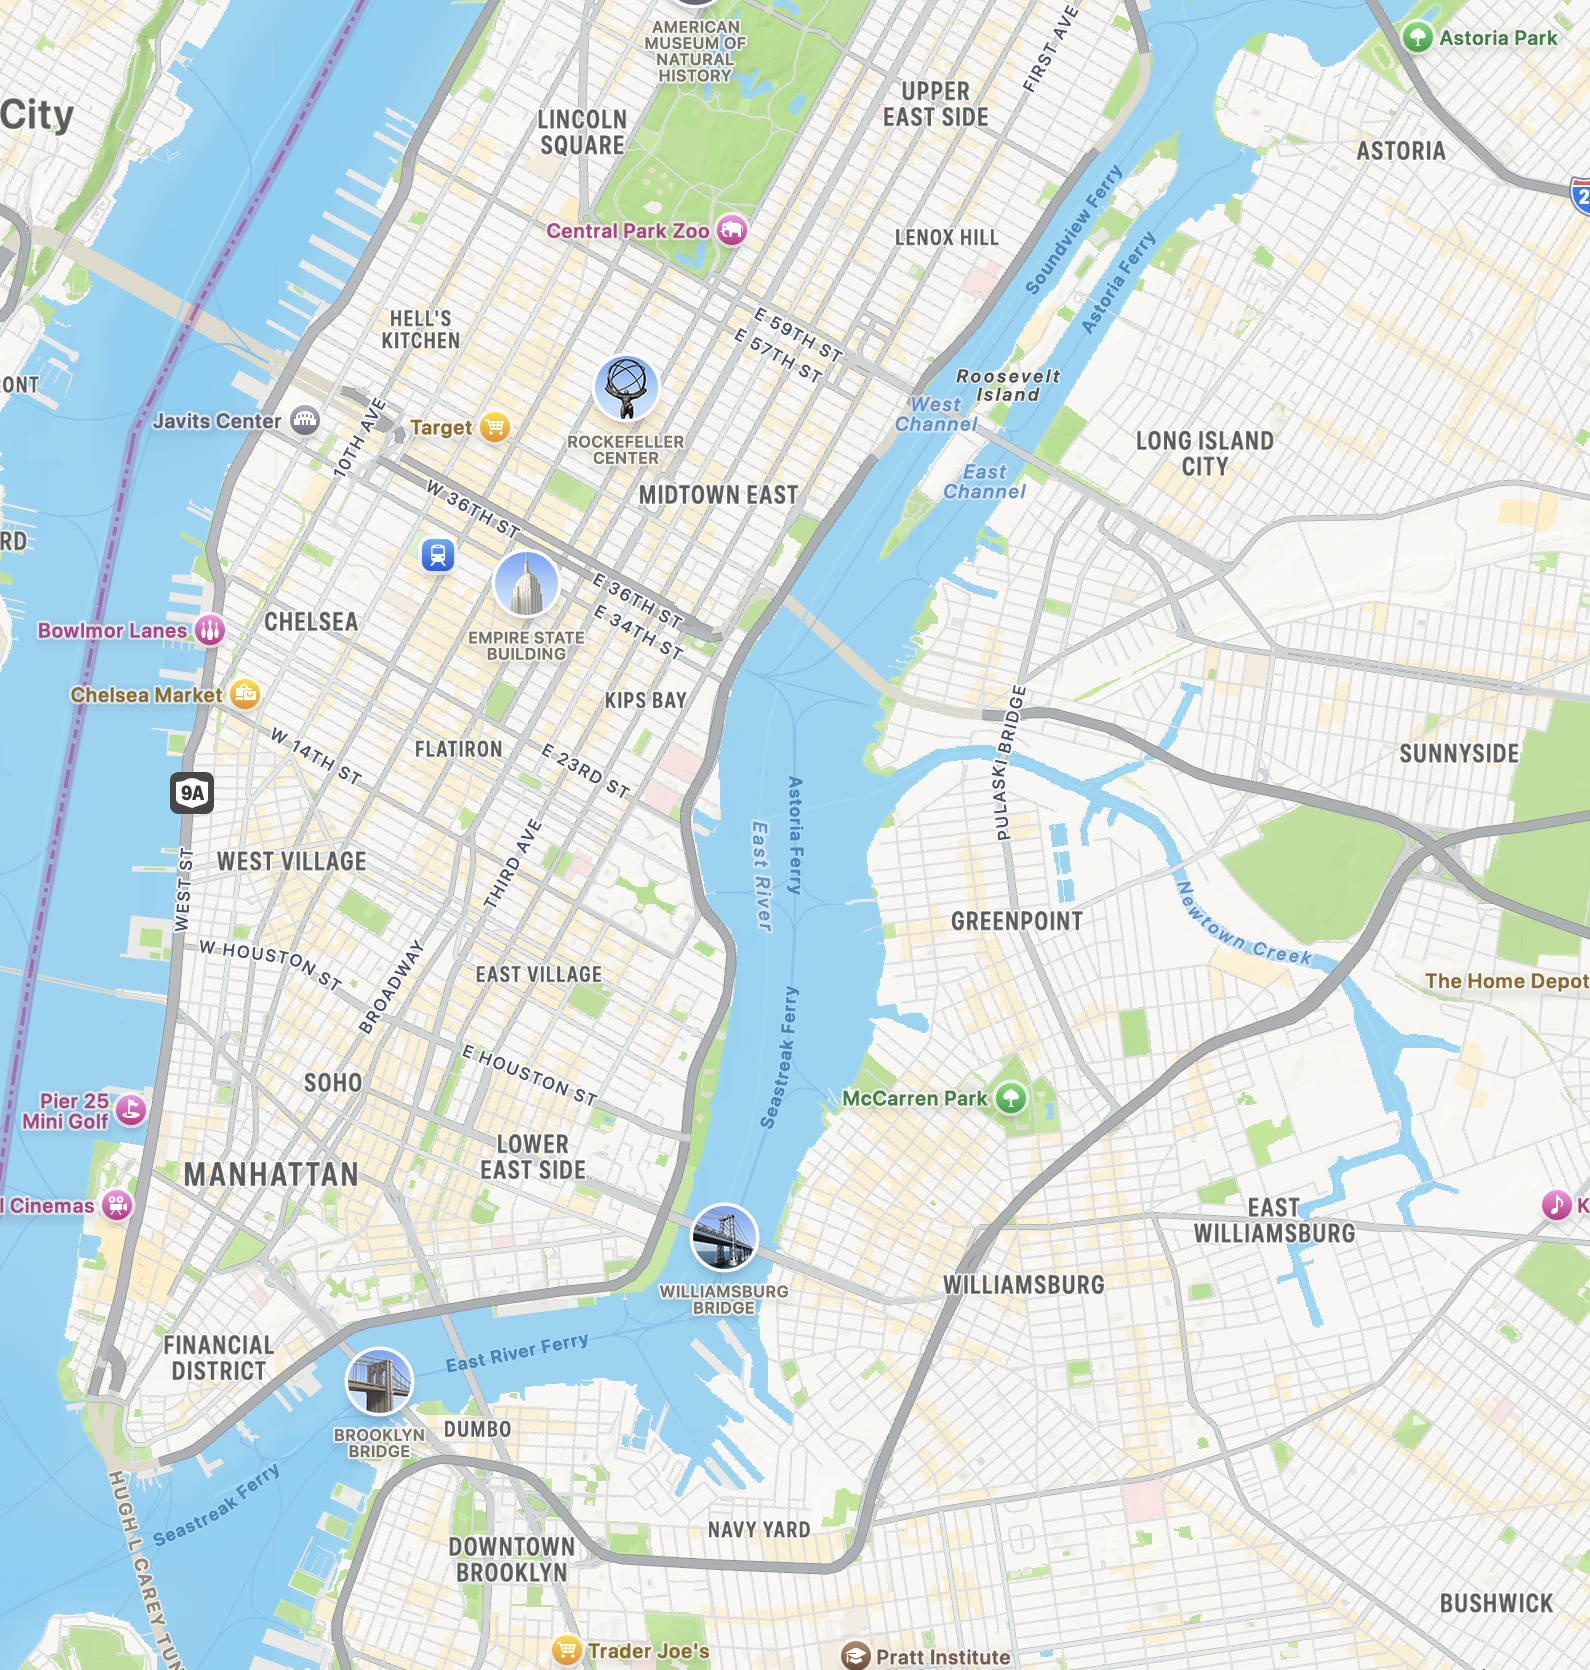 AMERICAN
MUSEUM OF
NATURAL
HISTORY
FIRST AVE
Astoria Park
City
UPPER
EAST SIDE
LINCOLN
SQUARE
ASTORIA
2
Soundview Ferry
Central Park Zoo
LENOX HILL
Astoria Ferry
HELL'S
KITCHEN
E 59TH ST
E 57TH ST
ONT
Roosevelt
Island
West
Channel
Javits Center
10TH AVE
Target
ROCKEFELLER
CENTER
LONG ISLAND
CITY
East
Channel
MIDTOWN EAST
W 36TH ST
RD
E 36TH ST
E 34TH ST
CHELSEA
Bowlmor Lanes
EMPIRE STATE
BUILDING
Chelsea Market
KIPS BAY
W 14TH ST
FLATIRON
E 23RD ST
PULASKI BRIDGE
SUNNYSIDE
9A
Astoria Ferry
East River
WEST VILLAGE
THIRD AVE
WEST ST
GREENPOINT
Newtown Creek
W HOUSTON ST
BROADWAY
EAST VILLAGE
The Home Depot
Seastreak Ferry
E HOUSTON ST
SOHO
Pier 25
Mini Golf
McCarren Park
LOWER
EAST SIDE
MANHATTAN
l Cinemas
EAST
WILLIAMSBURG
K
WILLIAMSBURG
BRIDGE
WILLIAMSBURG
FINANCIAL
DISTRICT
East River Ferry
BROOKLYN
BRIDGE
DUMBO
Seastreak Ferry
HUGH L CAREY TUN
NAVY YARD
DOWNTOWN
BROOKLYN
BUSHWICK
Trader Joe's
Pratt Institute